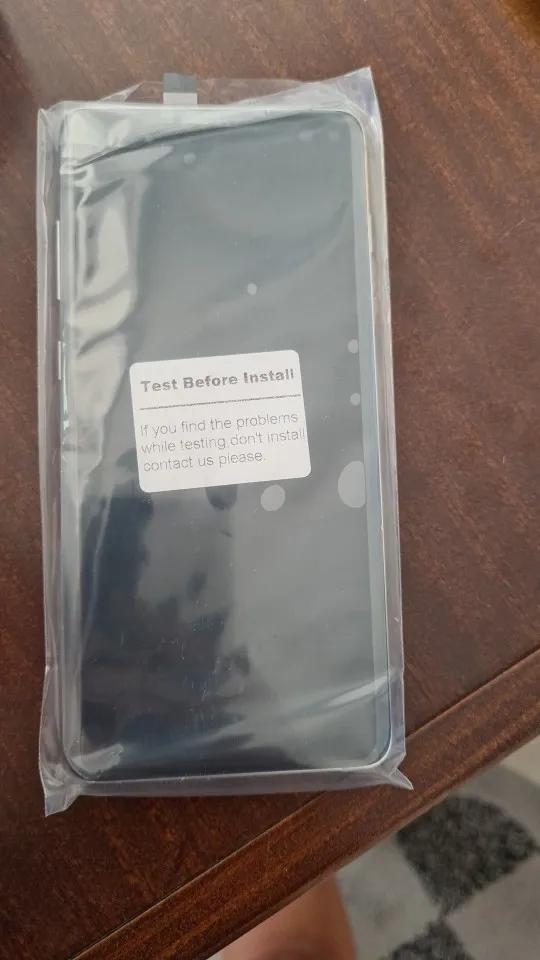 Test Before Install
If you find the problems
while testing,don't install
contact us please.